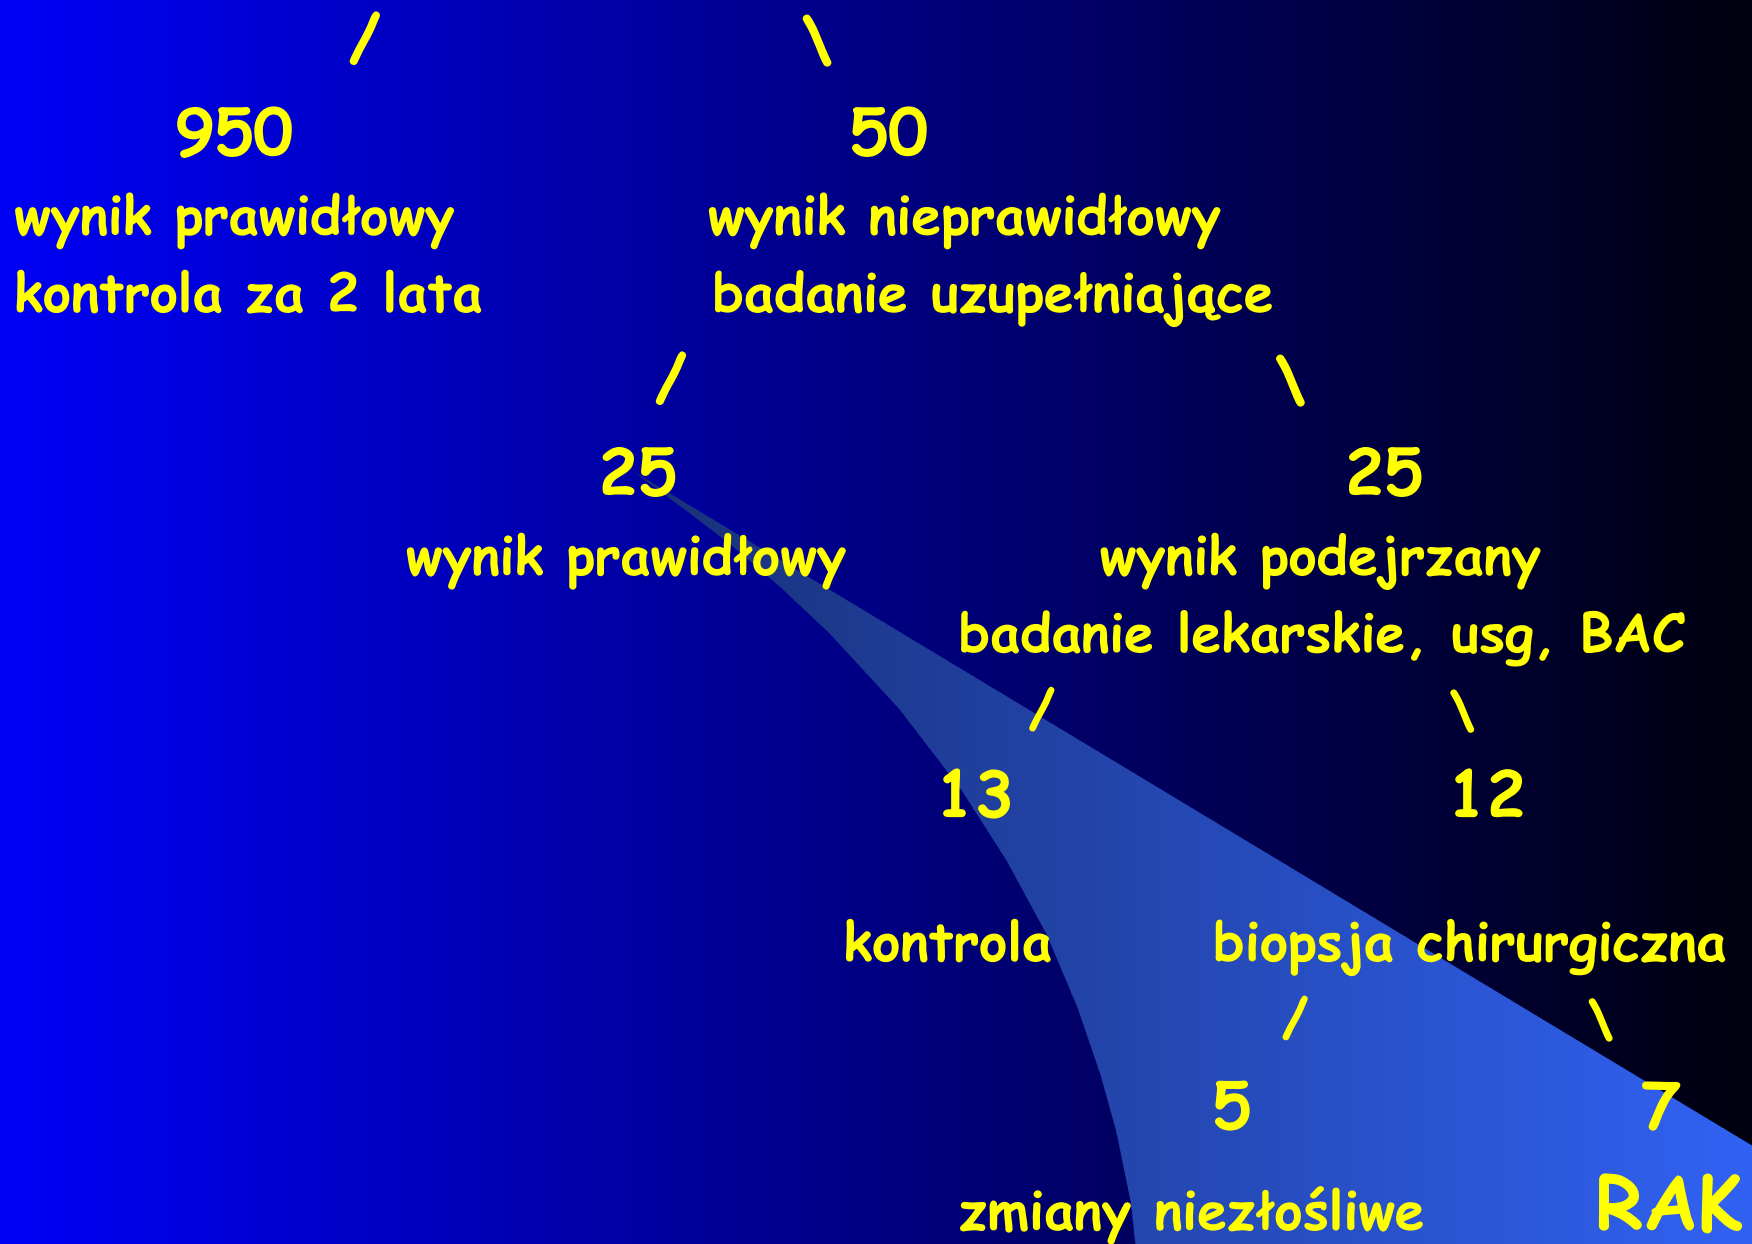 / \
950 50
wynik prawidłowy wynik nieprawidłowy
kontrola za 2 lata badanie uzupełniające
/ \
25 25
wynik prawidłowy wynik podejrzany
badanie lekarskie, usg, BAC
/ \
13 12
kontrola biopsja chirurgiczna
/ \
5 7
zmiany niezłośliwe RAK